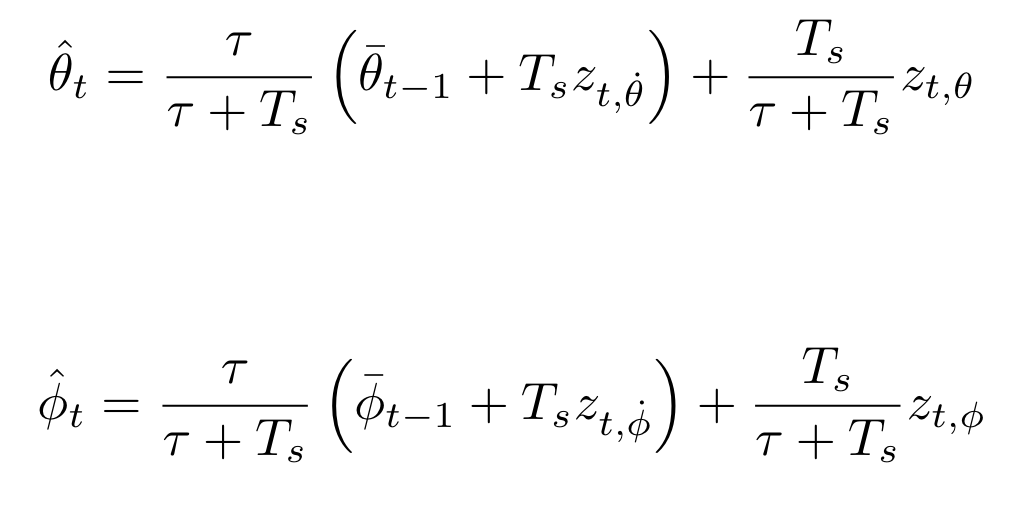 \hat{\theta}_t = \frac{\tau}{\tau + T_s} \left( \bar{\theta}_{t-1} + T_s z_{t,\dot{\theta}} \right) + \frac{T_s}{\tau + T_s} z_{t,\theta}
\hat{\phi}_t = \frac{\tau}{\tau + T_s} \left( \bar{\phi}_{t-1} + T_s z_{t,\dot{\phi}} \right) + \frac{T_s}{\tau + T_s} z_{t,\phi}